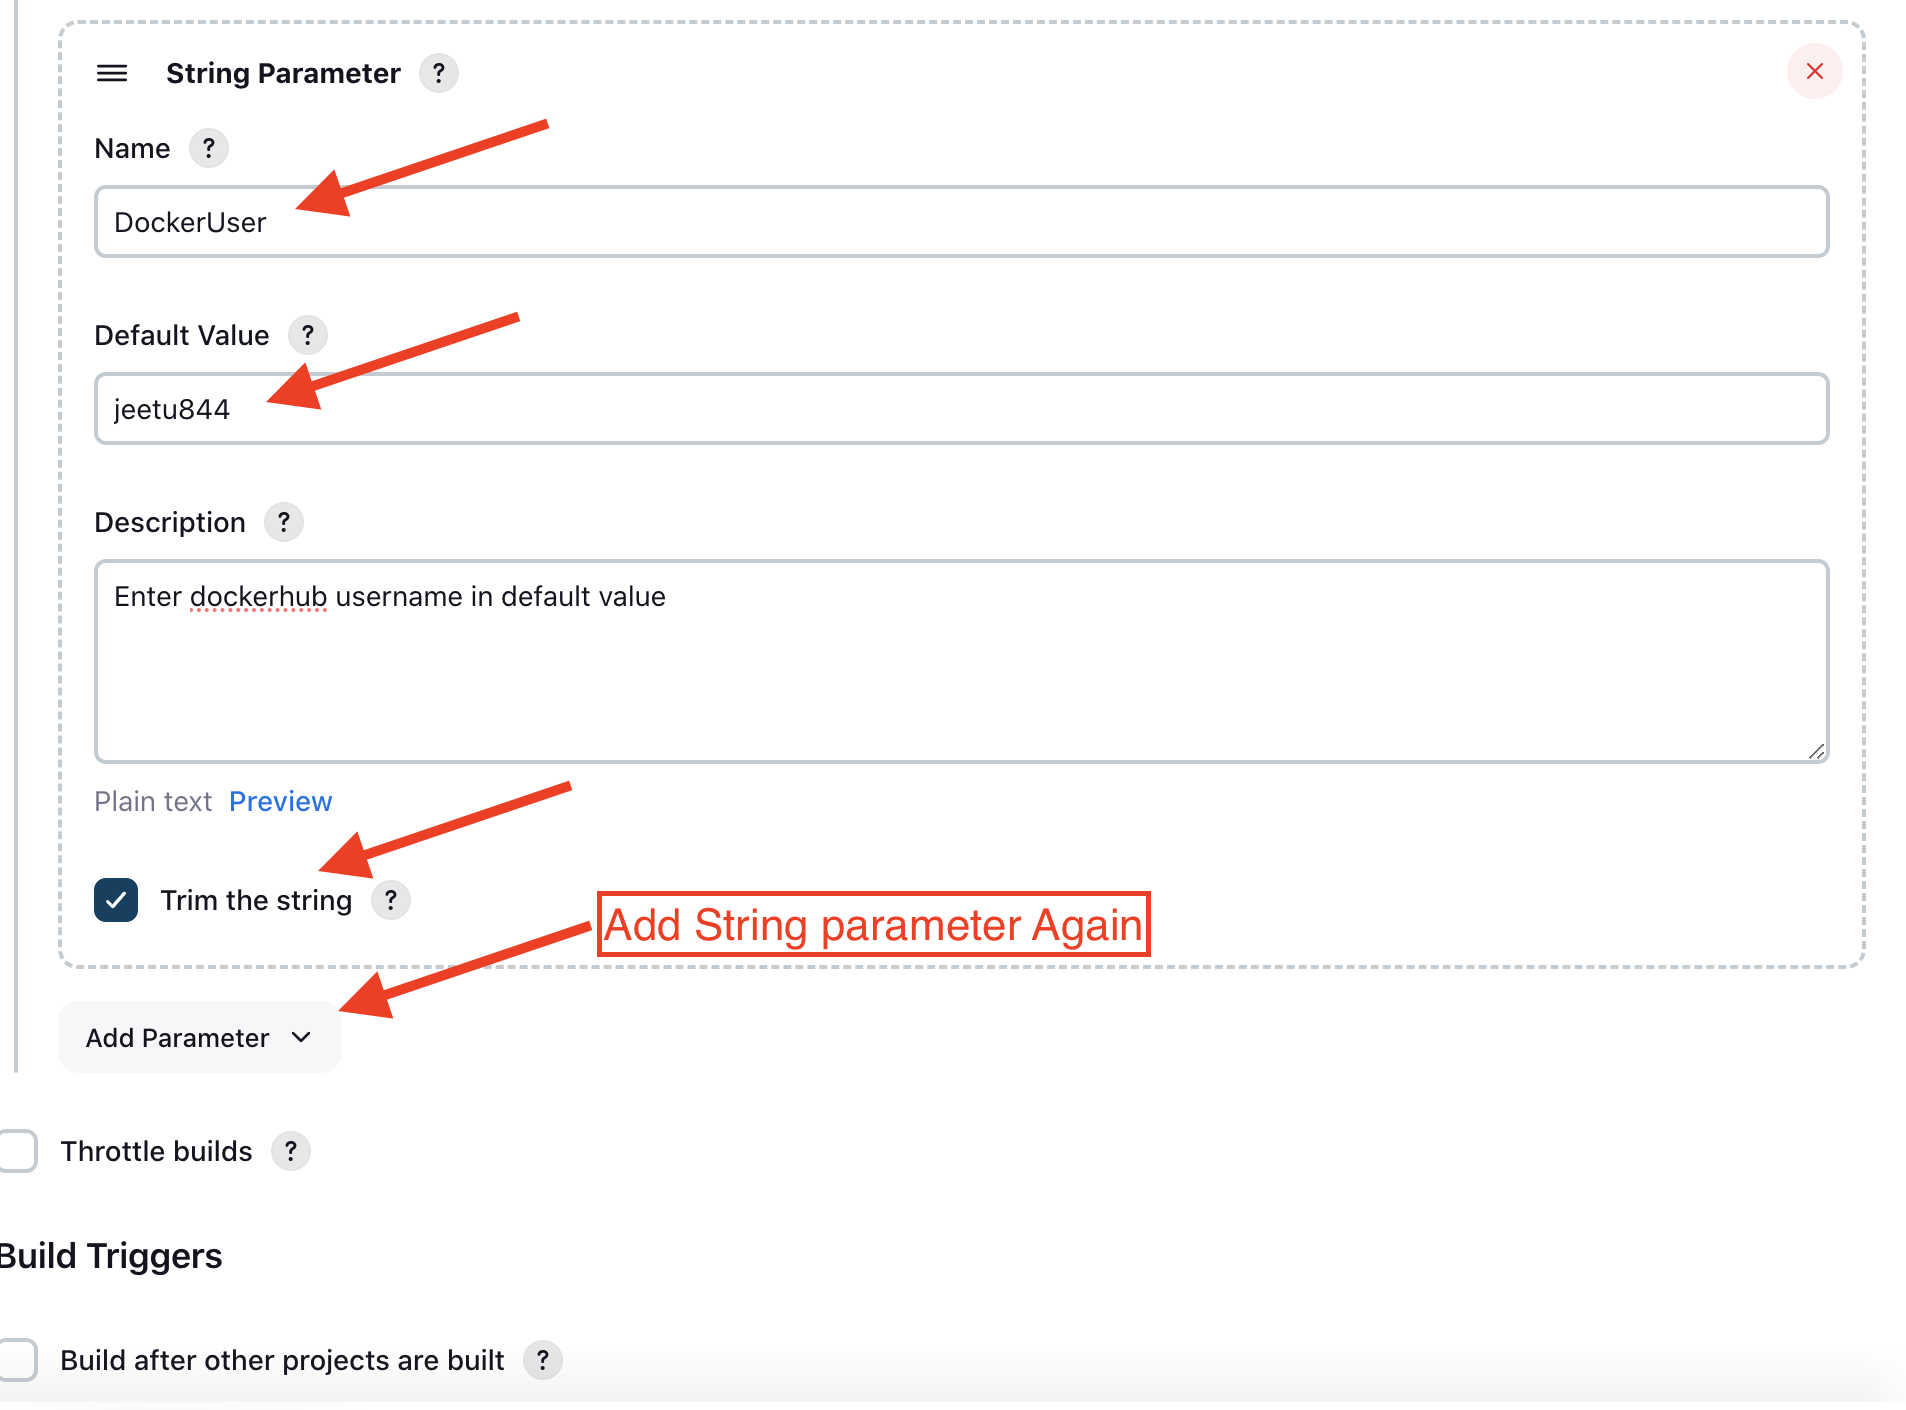 String Parameter ?
Name ?
DockerUser
Default Value ?
jeetu844
Description ?
Enter dockerhub username in default value
Plain text Preview
Trim the string ?
Add String parameter Again
Add Parameter
Throttle builds ?
Build Triggers
Build after other projects are built ?